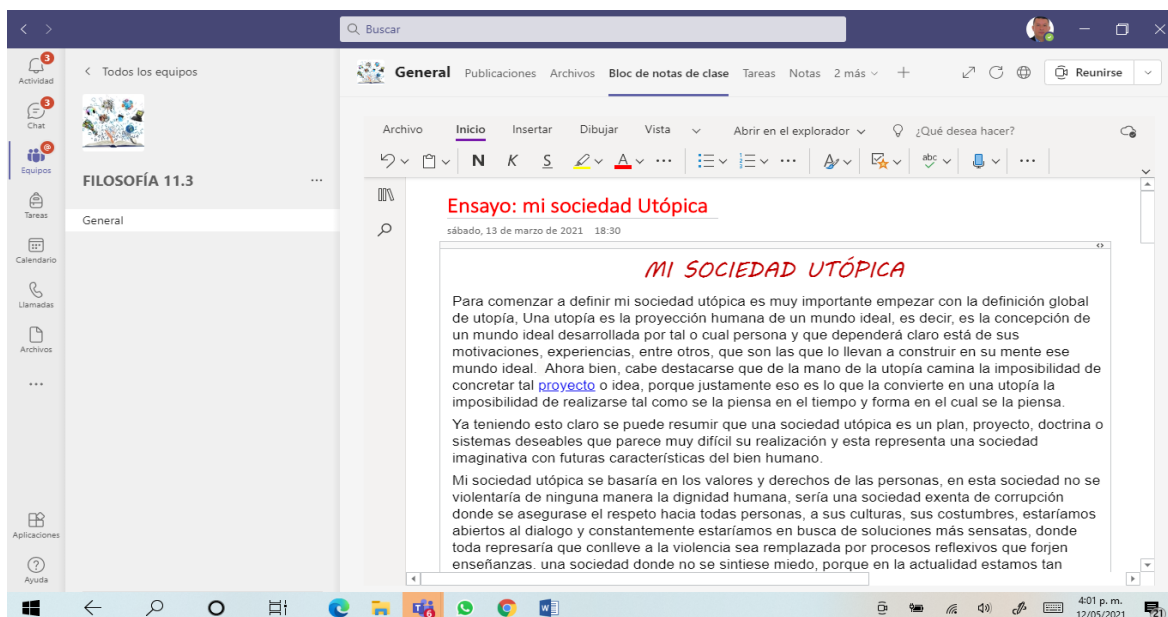 Buscar
3
Actividad
3
Chat
Equipos
Tareas
Calendario
Llamadas
Archivos
...
Aplicaciones
Ayuda
Todos los equipos
FILOSOFÍA 11.3 ...
General
General Publicaciones Archivos Bloc de notas de clase Tareas Notas 2 más + Reunirse
Archivo Inicio Insertar Dibujar Vista Abrir en el explorador ¿Qué desea hacer?
N K S A ... ... A abc ...
Ensayo: mi sociedad Utópica
sábado, 13 de marzo de 2021 18:30
MI SOCIEDAD UTÓPICA
Para comenzar a definir mi sociedad utópica es muy importante empezar con la definición global
de utopía, Una utopía es la proyección humana de un mundo ideal, es decir, es la concepción de
un mundo ideal desarrollada por tal o cual persona y que dependerá claro está de sus
motivaciones, experiencias, entre otros, que son las que lo llevan a construir en su mente ese
mundo ideal. Ahora bien, cabe destacarse que de la mano de la utopía camina la imposibilidad de
concretar tal proyecto o idea, porque justamente eso es lo que la convierte en una utopía la
imposibilidad de realizarse tal como se la piensa en el tiempo y forma en el cual se la piensa.
Ya teniendo esto claro se puede resumir que una sociedad utópica es un plan, proyecto, doctrina o
sistemas deseables que parece muy difícil su realización y esta representa una sociedad
imaginativa con futuras características del bien humano.
Mi sociedad utópica se basaría en los valores y derechos de las personas, en esta sociedad no se
violentaría de ninguna manera la dignidad humana, sería una sociedad exenta de corrupción
donde se asegurase el respeto hacia todas personas, a sus culturas, sus costumbres, estaríamos
abiertos al dialogo y constantemente estaríamos en busca de soluciones más sensatas, donde
toda represaría que conlleve a la violencia sea remplazada por procesos reflexivos que forjen
enseñanzas. una sociedad donde no se sintiese miedo, porque en la actualidad estamos tan
4:01 p. m.
12/05/2021
21